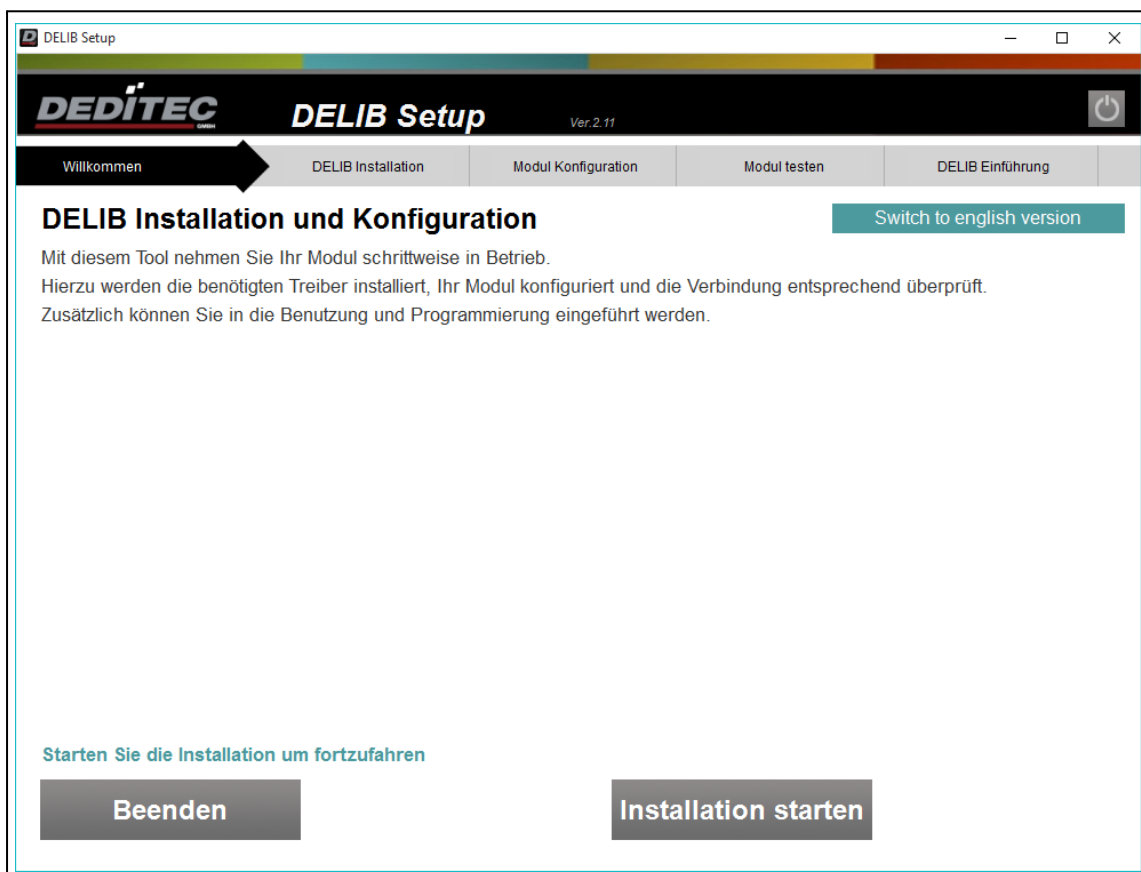 DELIB Setup
DEDITEC
GMBH
DELIB Setup
Ver.2.11
Willkommen
DELIB Installation
Modul Konfiguration
Modul testen
DELIB Einführung
DELIB Installation und Konfiguration
Switch to english version
Mit diesem Tool nehmen Sie Ihr Modul schrittweise in Betrieb.
Hierzu werden die benötigten Treiber installiert, Ihr Modul konfiguriert und die Verbindung entsprechend überprüft.
Zusätzlich können Sie in die Benutzung und Programmierung eingeführt werden.
Starten Sie die Installation um fortzufahren
Beenden
Installation starten